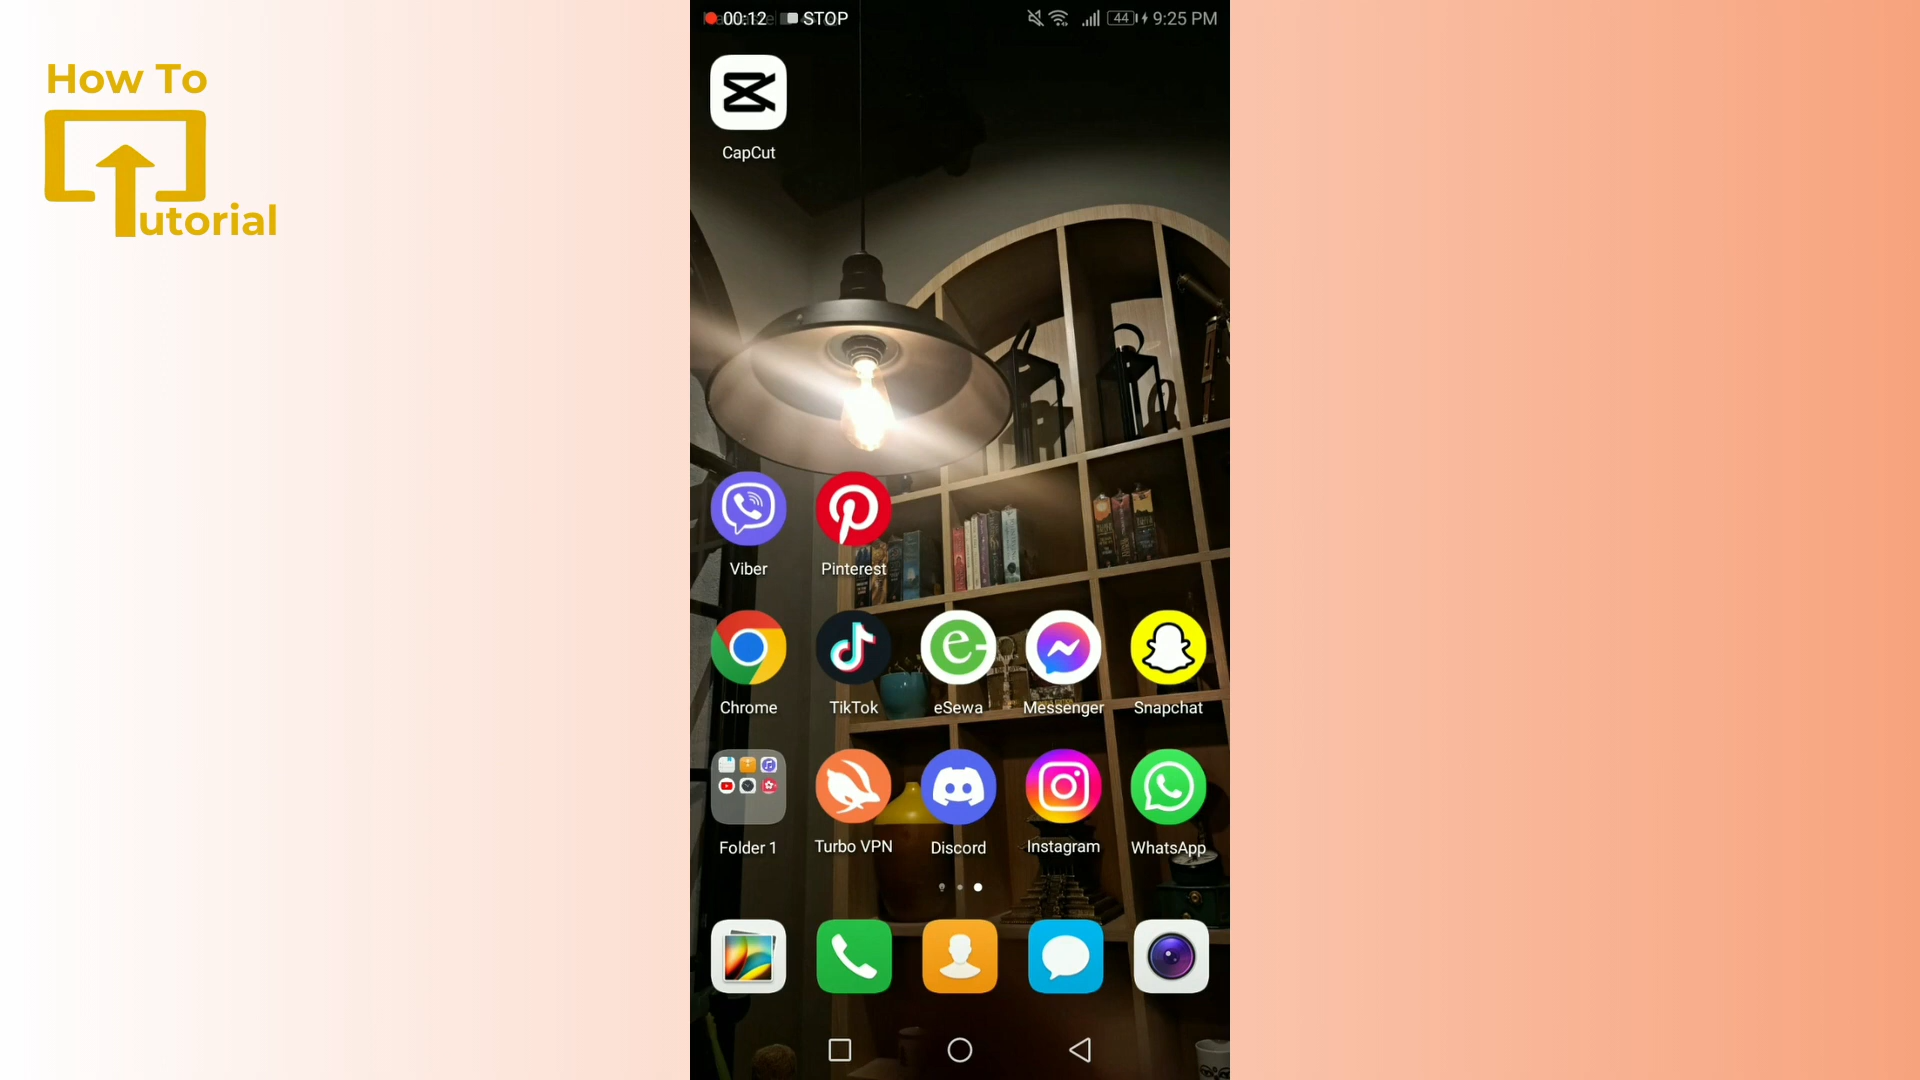 How To
utorial
00:12 STOP
44 9:25 PM
CapCut
Viber Pinterest
Chrome TikTok eSewa Messenger Snapchat
Folder 1 Turbo VPN Discord Instagram WhatsApp